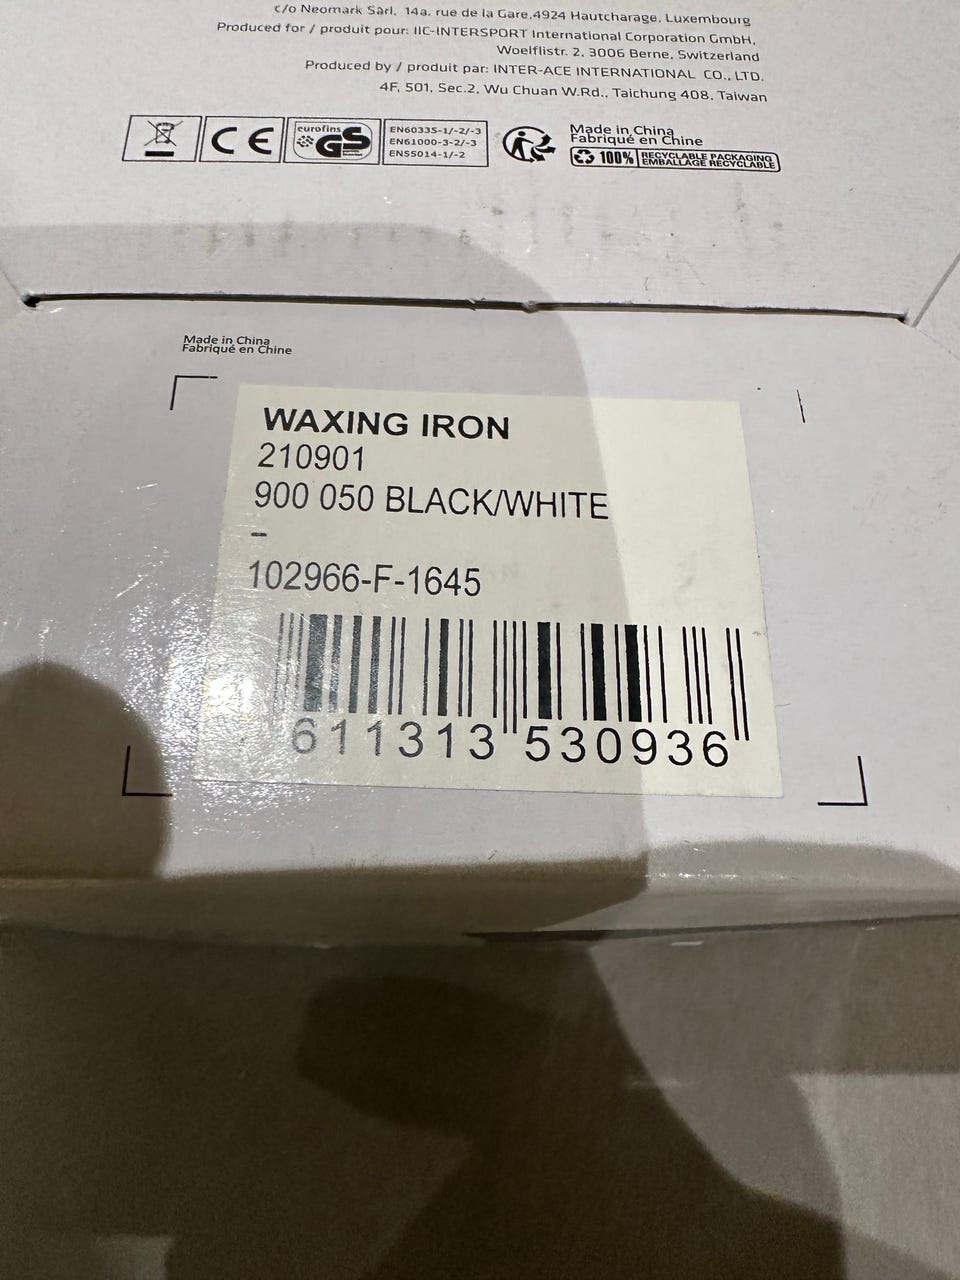 c/o Neomark Sàrl, 14a, rue de la Gare,4924 Hautcharage, Luxembourg
Produced for / produit pour: IIC-INTERSPORT International Corporation GmbH,
Woelflistr. 2, 3006 Berne, Switzerland
Produced by / produit par: INTER-ACE INTERNATIONAL CO., LTD.
4F, 501, Sec.2, Wu Chuan W.Rd., Taichung 408, Taiwan
CE
eurofins
GS
EN60335-1/-2/-3
EN61000-3-2/-3
EN55014-1/-2
Made in China
Fabriqué en Chine
100% RECYCLABLE PACKAGING
EMBALLAGE RECYCLABLE
Made in China
Fabriqué en Chine
WAXING IRON
210901
900 050 BLACK/WHITE
-
102966-F-1645
611313 530936